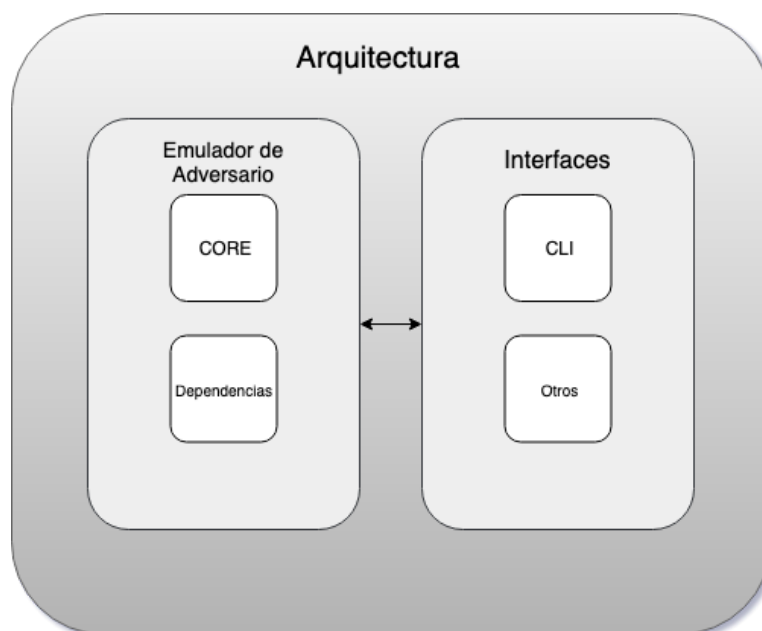 Arquitectura
Emulador de
Adversario
CORE
Dependencias
Interfaces
CLI
Otros